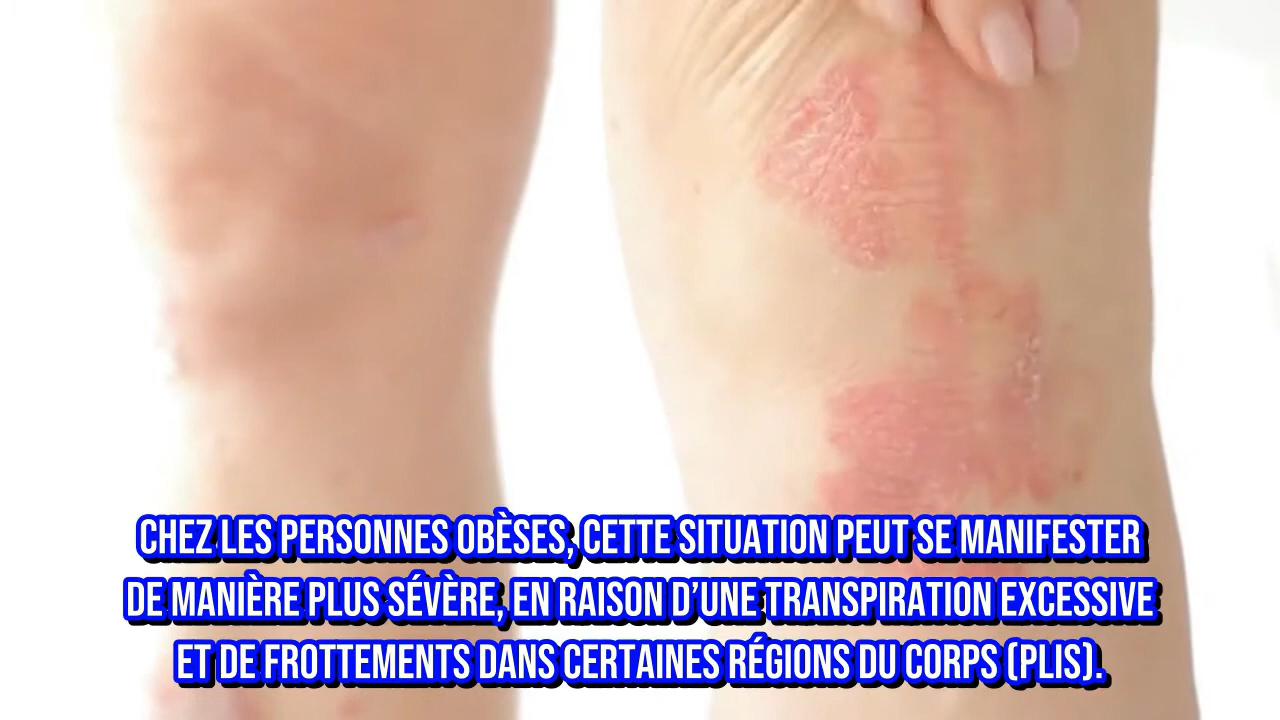 CHEZ LES PERSONNES OBÈSES, CETTE SITUATION PEUT SE MANIFESTER
DE MANIÈRE PLUS SÉVÈRE, EN RAISON D’UNE TRANSPIRATION EXCESSIVE
ET DE FROTTEMENTS DANS CERTAINES RÉGIONS DU CORPS (PLIS).